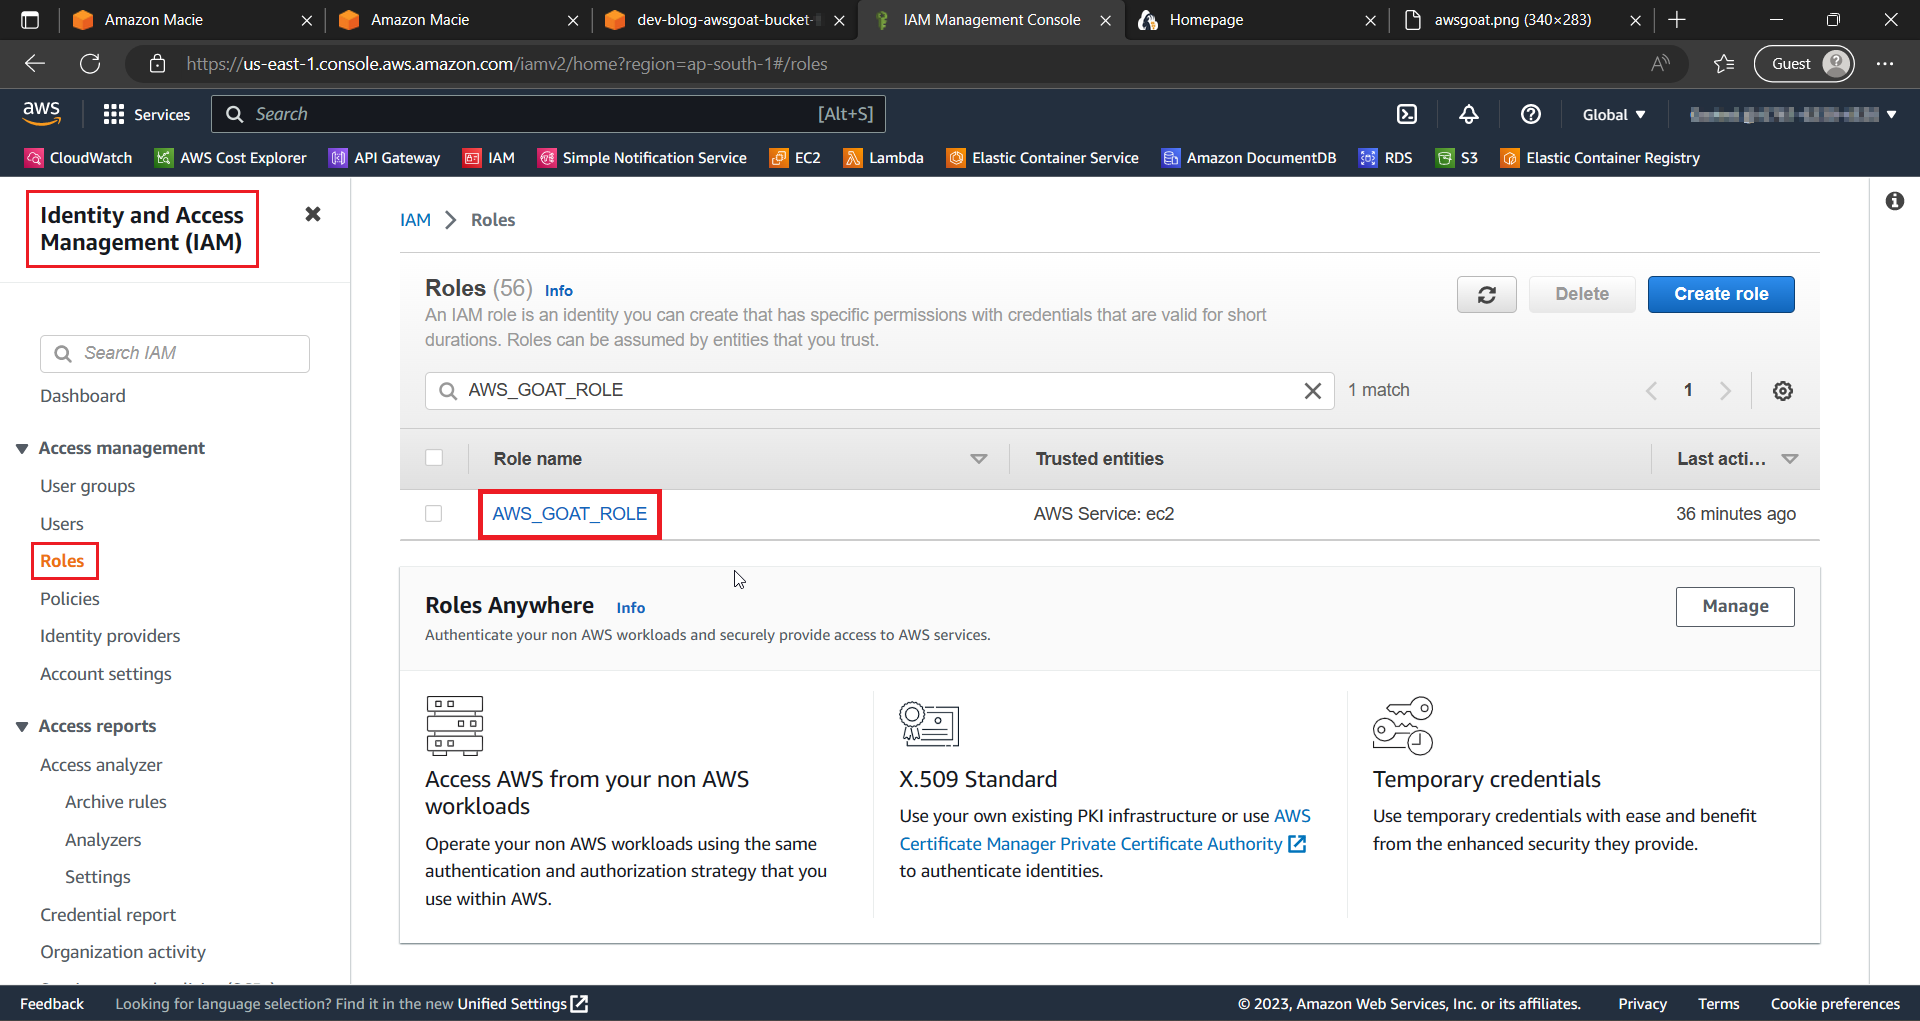 Amazon Macie
Amazon Macie
dev-blog-awsgoat-bucket-
IAM Management Console
Homepage
awsgoat.png (340×283)
https://us-east-1.console.aws.amazon.com/iamv2/home?region=ap-south-1#/roles
Guest
aws
Services
Search
[Alt+S]
Global
CloudWatch
AWS Cost Explorer
API Gateway
IAM
Simple Notification Service
EC2
Lambda
Elastic Container Service
Amazon DocumentDB
RDS
S3
Elastic Container Registry
Identity and Access
Management (IAM)
Search IAM
Dashboard
Access management
User groups
Users
Roles
Policies
Identity providers
Account settings
Access reports
Access analyzer
Archive rules
Analyzers
Settings
Credential report
Organization activity
IAM
Roles
Roles (56) Info
An IAM role is an identity you can create that has specific permissions with credentials that are valid for short
durations. Roles can be assumed by entities that you trust.
Delete
Create role
AWS_GOAT_ROLE
1 match
1
Role name
Trusted entities
Last acti...
AWS_GOAT_ROLE
AWS Service: ec2
36 minutes ago
Roles Anywhere Info
Authenticate your non AWS workloads and securely provide access to AWS services.
Manage
Access AWS from your non AWS
workloads
Operate your non AWS workloads using the same
authentication and authorization strategy that you
use within AWS.
X.509 Standard
Use your own existing PKI infrastructure or use AWS
Certificate Manager Private Certificate Authority
to authenticate identities.
Temporary credentials
Use temporary credentials with ease and benefit
from the enhanced security they provide.
Feedback
Looking for language selection? Find it in the new Unified Settings
© 2023, Amazon Web Services, Inc. or its affiliates.
Privacy
Terms
Cookie preferences